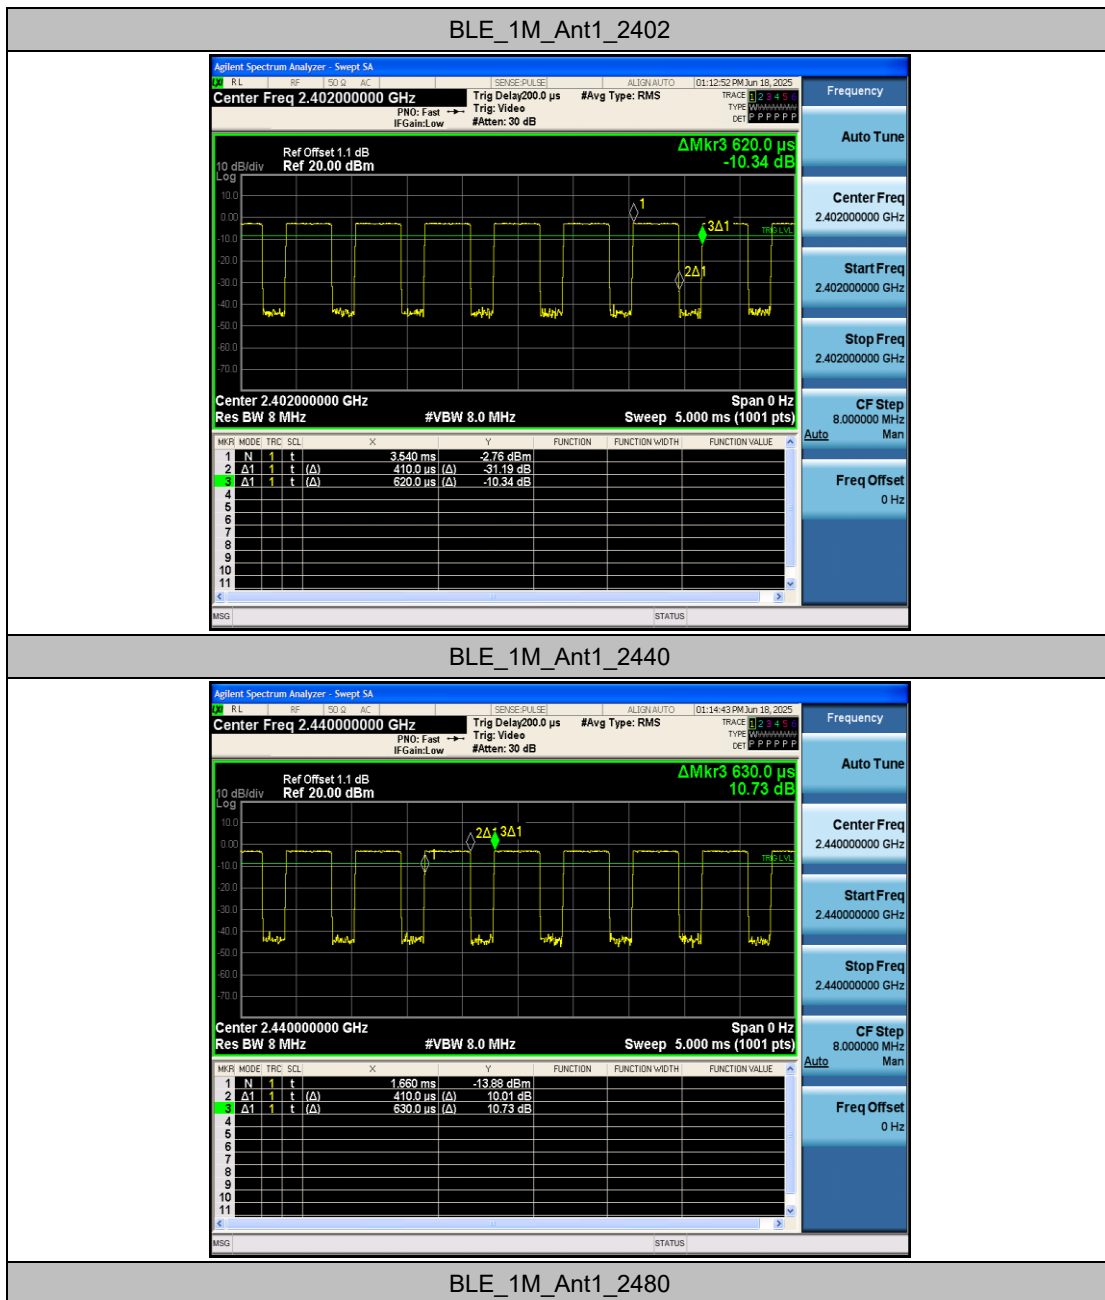 BLE_1M_Ant1_2402
Agilent Spectrum Analyzer - Swept SA
RL RF 50 Ω AC SENSE:PULSE ALIGN AUTO 01:12:52 PM Jun 18, 2025
Center Freq 2.402000000 GHz Trig Delay200.0 µs #Avg Type: RMS TRACE 1 2 3 4 5 6
PNO: Fast Trig: Video TYPE WWWWWW
IFGain:Low #Atten: 30 dB DET P P P P P P
Frequency
Auto Tune
Ref Offset 1.1 dB ΔMkr3 620.0 µs
10 dB/div Ref 20.00 dBm -10.34 dB
Log
10.0
0.00
-10.0
-20.0
-30.0
-40.0
-50.0
-60.0
-70.0
1
3Δ1
TRIG LVL
2Δ1
Center 2.402000000 GHz Span 0 Hz
Res BW 8 MHz #VBW 8.0 MHz Sweep 5.000 ms (1001 pts)
MKR MODE TRC SCL X Y FUNCTION FUNCTION WIDTH FUNCTION VALUE
1 N 1 t 3.540 ms -2.76 dBm
2 Δ1 1 t (Δ) 410.0 µs (Δ) -31.19 dB
3 Δ1 1 t (Δ) 620.0 µs (Δ) -10.34 dB
4
5
6
7
8
9
10
11
MSG STATUS
Center Freq
2.402000000 GHz
Start Freq
2.402000000 GHz
Stop Freq
2.402000000 GHz
CF Step
8.000000 MHz
Auto Man
Freq Offset
0 Hz
BLE_1M_Ant1_2440
Agilent Spectrum Analyzer - Swept SA
RL RF 50 Ω AC SENSE:PULSE ALIGN AUTO 01:14:43 PM Jun 18, 2025
Center Freq 2.440000000 GHz Trig Delay200.0 µs #Avg Type: RMS TRACE 1 2 3 4 5 6
PNO: Fast Trig: Video TYPE WWWWWW
IFGain:Low #Atten: 30 dB DET P P P P P P
Frequency
Auto Tune
Ref Offset 1.1 dB ΔMkr3 630.0 µs
10 dB/div Ref 20.00 dBm 10.73 dB
Log
10.0
0.00
-10.0
-20.0
-30.0
-40.0
-50.0
-60.0
-70.0
2Δ1 3Δ1
1
TRIG LVL
Center 2.440000000 GHz Span 0 Hz
Res BW 8 MHz #VBW 8.0 MHz Sweep 5.000 ms (1001 pts)
MKR MODE TRC SCL X Y FUNCTION FUNCTION WIDTH FUNCTION VALUE
1 N 1 t 1.660 ms -13.88 dBm
2 Δ1 1 t (Δ) 410.0 µs (Δ) 10.01 dB
3 Δ1 1 t (Δ) 630.0 µs (Δ) 10.73 dB
4
5
6
7
8
9
10
11
MSG STATUS
Center Freq
2.440000000 GHz
Start Freq
2.440000000 GHz
Stop Freq
2.440000000 GHz
CF Step
8.000000 MHz
Auto Man
Freq Offset
0 Hz
BLE_1M_Ant1_2480